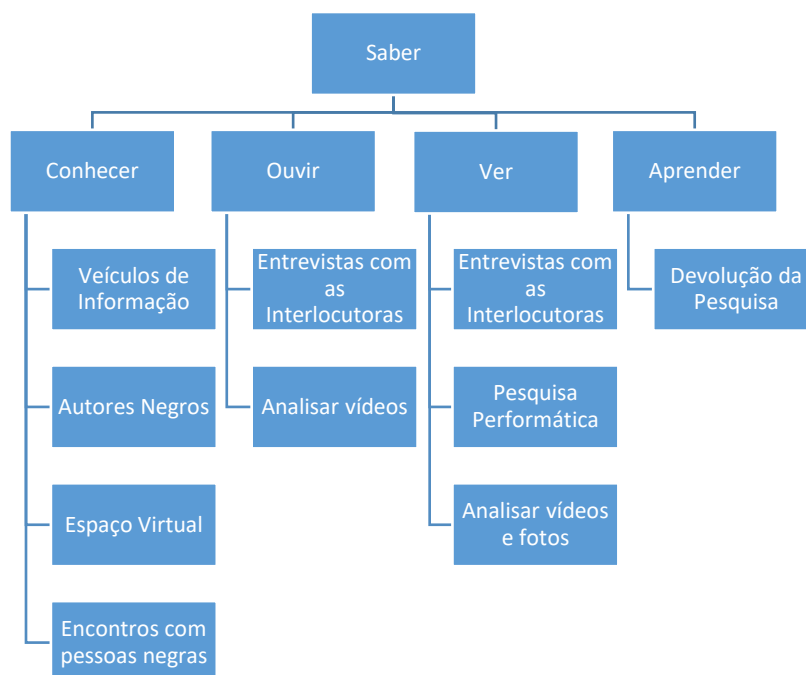 Saber
Conhecer
Ouvir
Ver
Aprender
Veículos de
Informação
Entrevistas com
as
Interlocutoras
Entrevistas com
as
Interlocutoras
Devolução da
Pesquisa
Autores Negros
Analisar vídeos
Pesquisa
Performática
Espaço Virtual
Analisar vídeos
e fotos
Encontros com
pessoas negras